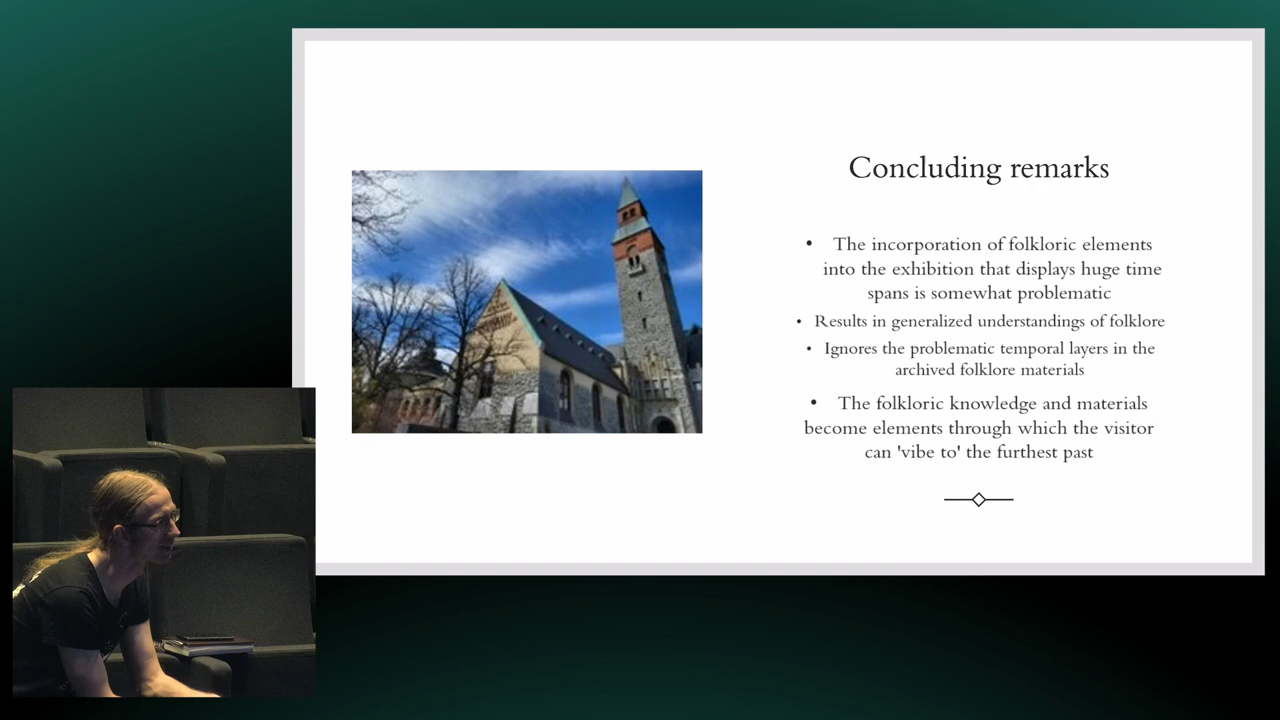 Concluding remarks
• The incorporation of folkloric elements
into the exhibition that displays huge time
spans is somewhat problematic
• Results in generalized understandings of folklore
• Ignores the problematic temporal layers in the
archived folklore materials
• The folkloric knowledge and materials
become elements through which the visitor
can 'vibe to' the furthest past